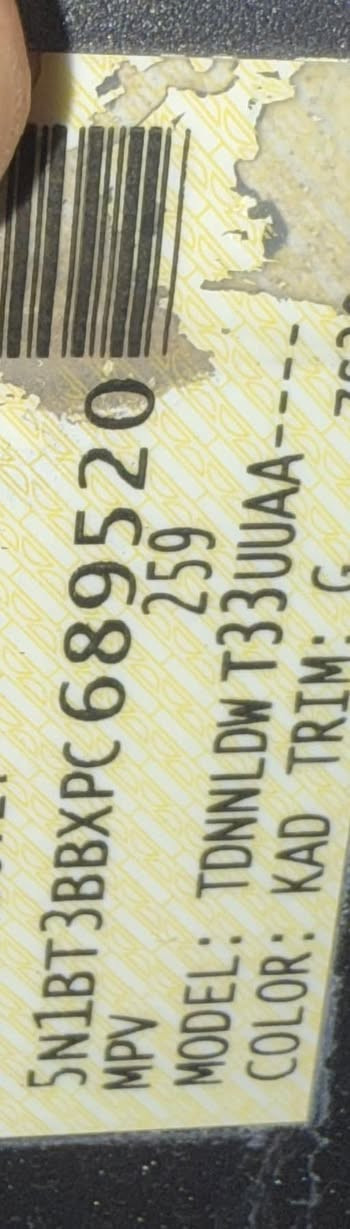 5N1BT3BBXPC689520
MPV 259
MODEL: TDNNLDW T33UUAA----
COLOR: KAD TRIM: G